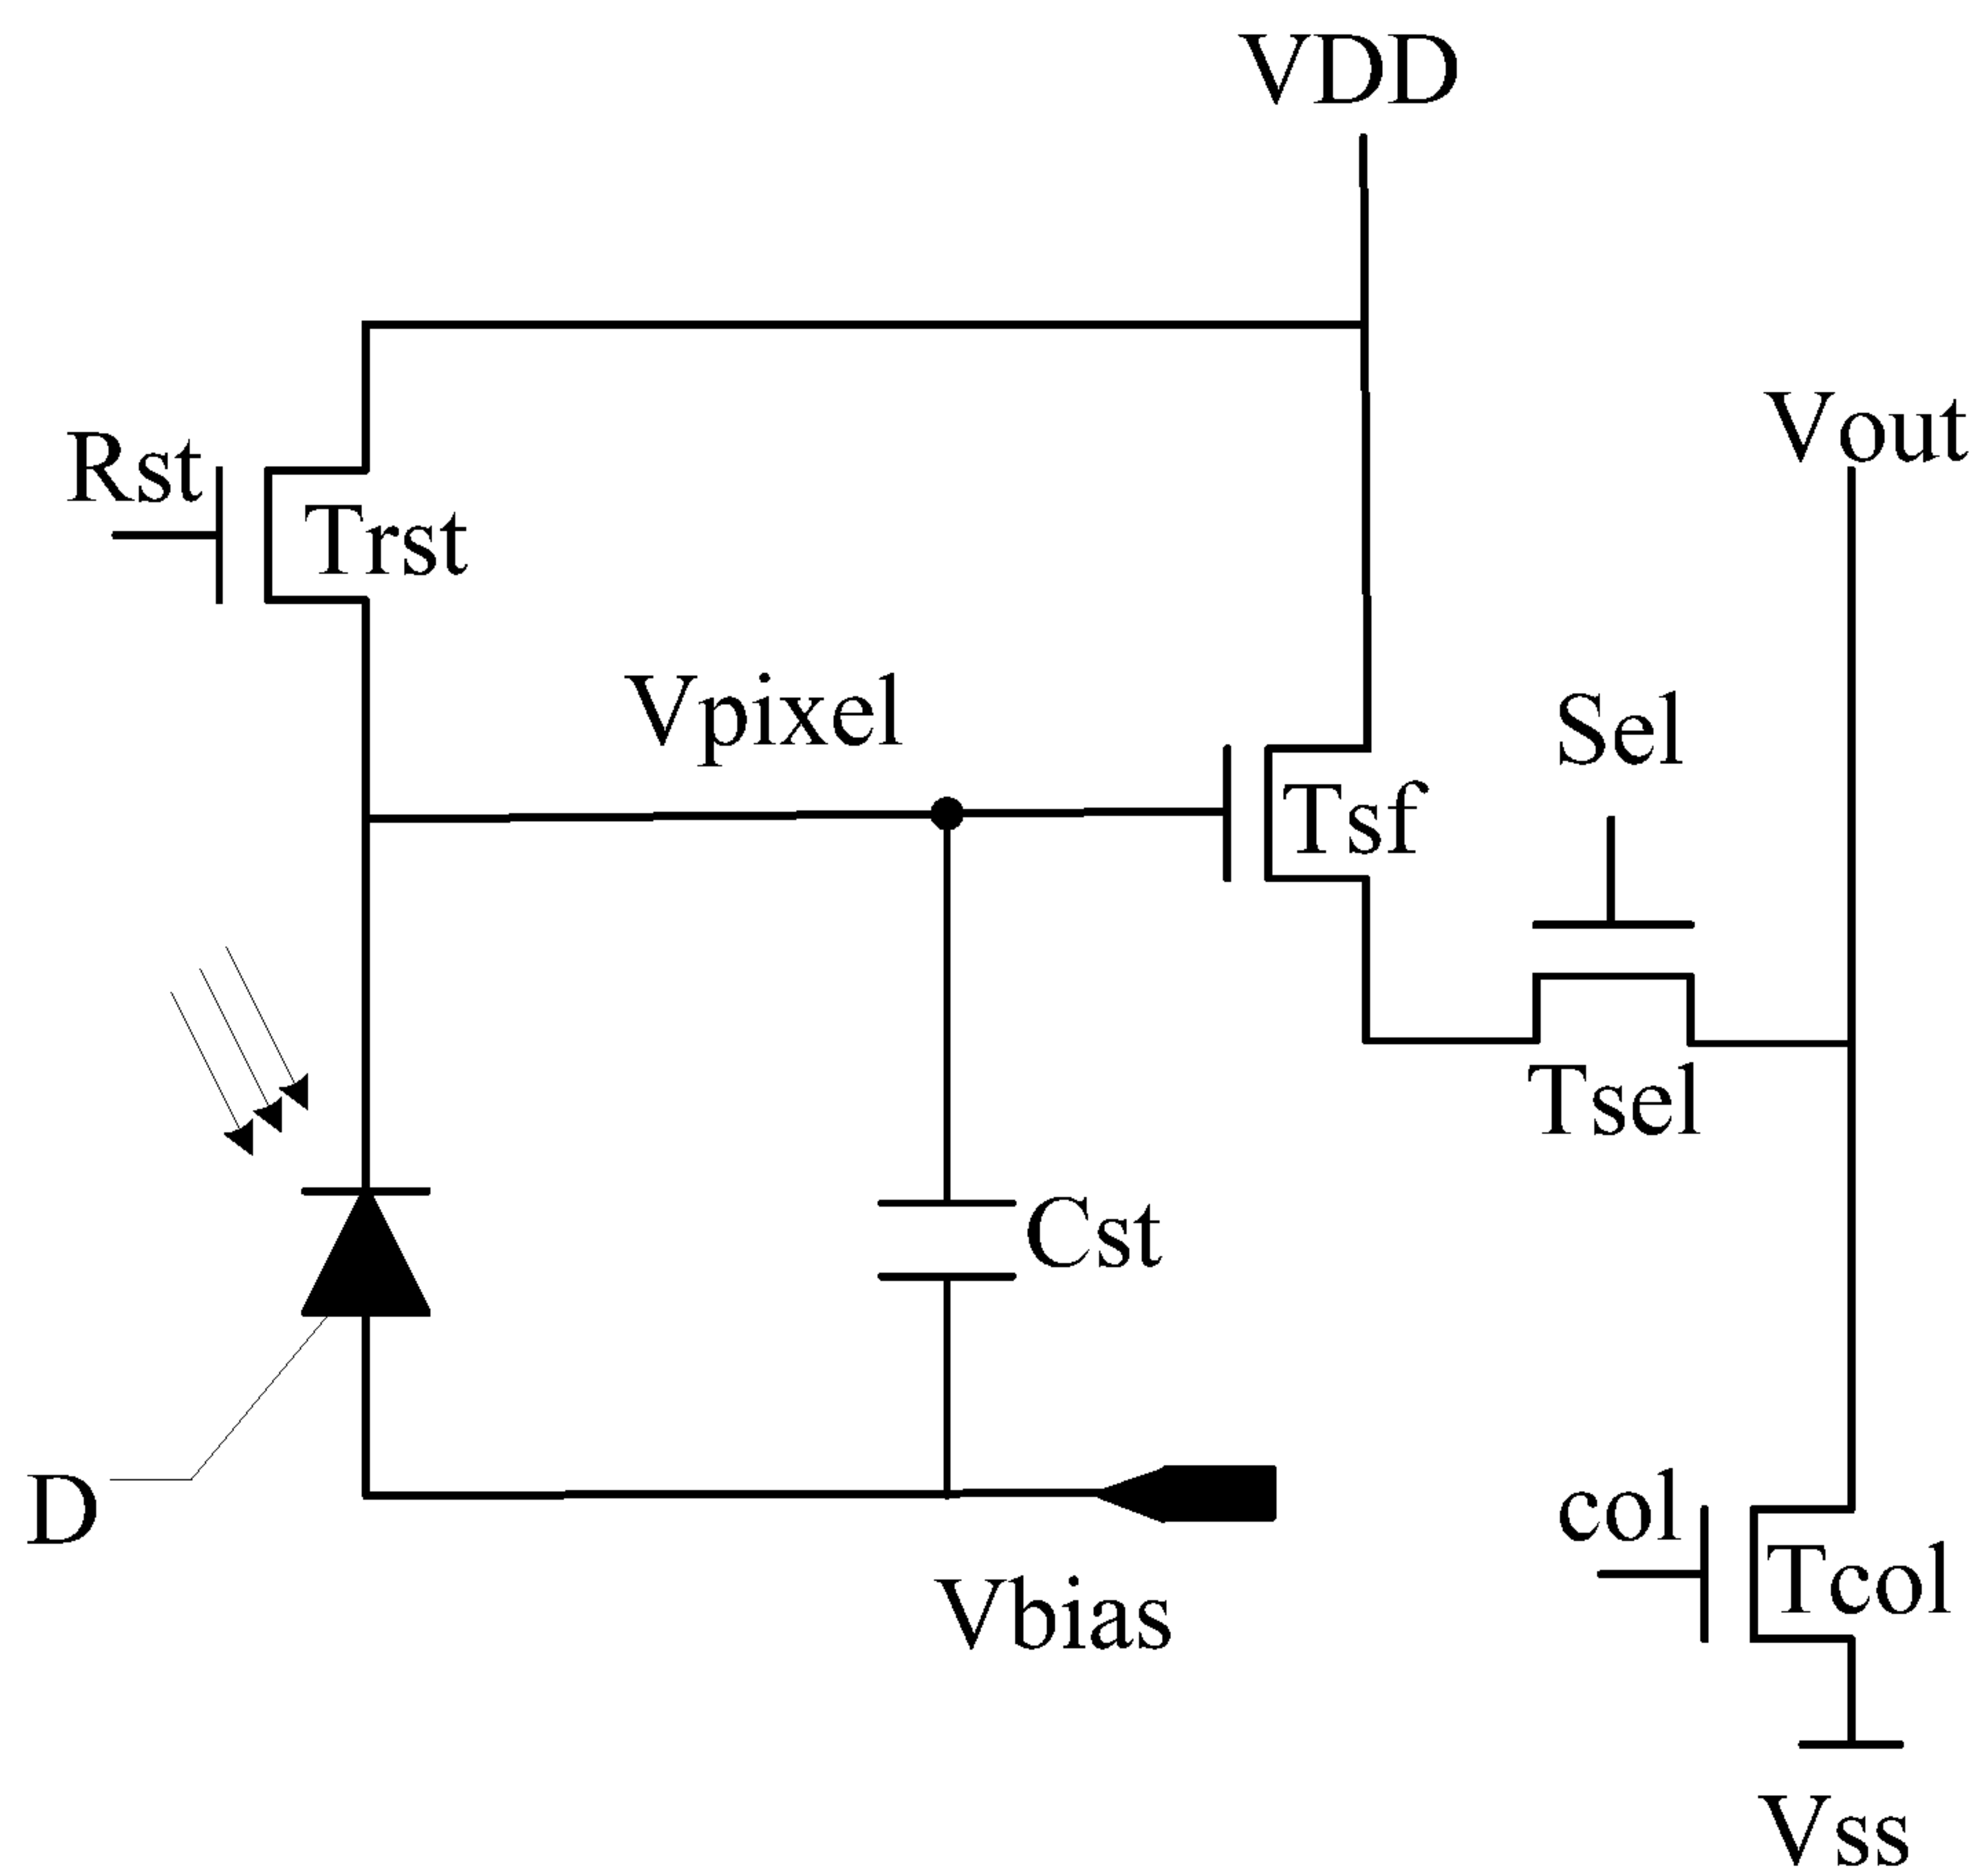 VDD
Vout
Rst
Trst
Vpixel
Sel
Tsf
Tsel
Cst
D
col
Tcol
Vbias
Vss